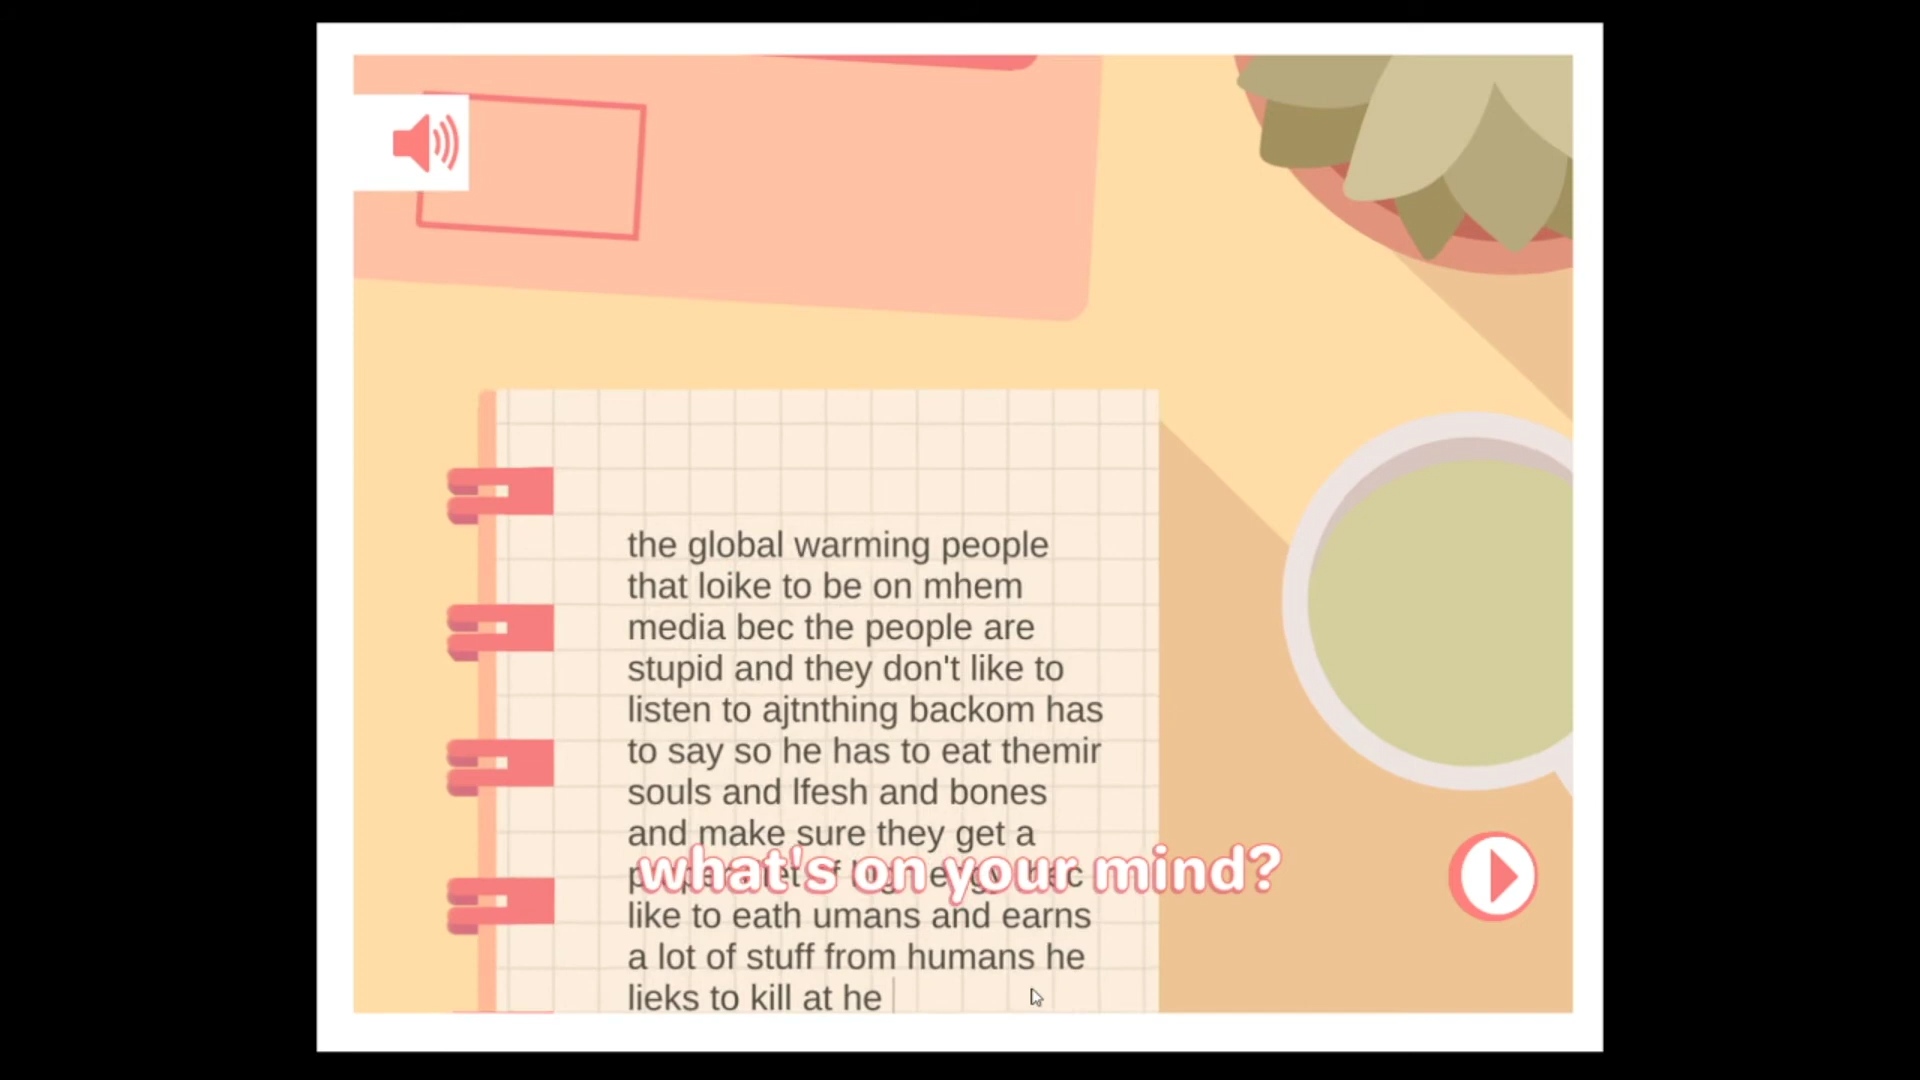 the global warming people
that loike to be on mhem
media bec the people are
stupid and they don't like to
listen to ajtnthing backom has
to say so he has to eat themir
souls and lfesh and bones
and make sure they get a
what's on your mind?
like to eath umans and earns
a lot of stuff from humans he
lieks to kill at he